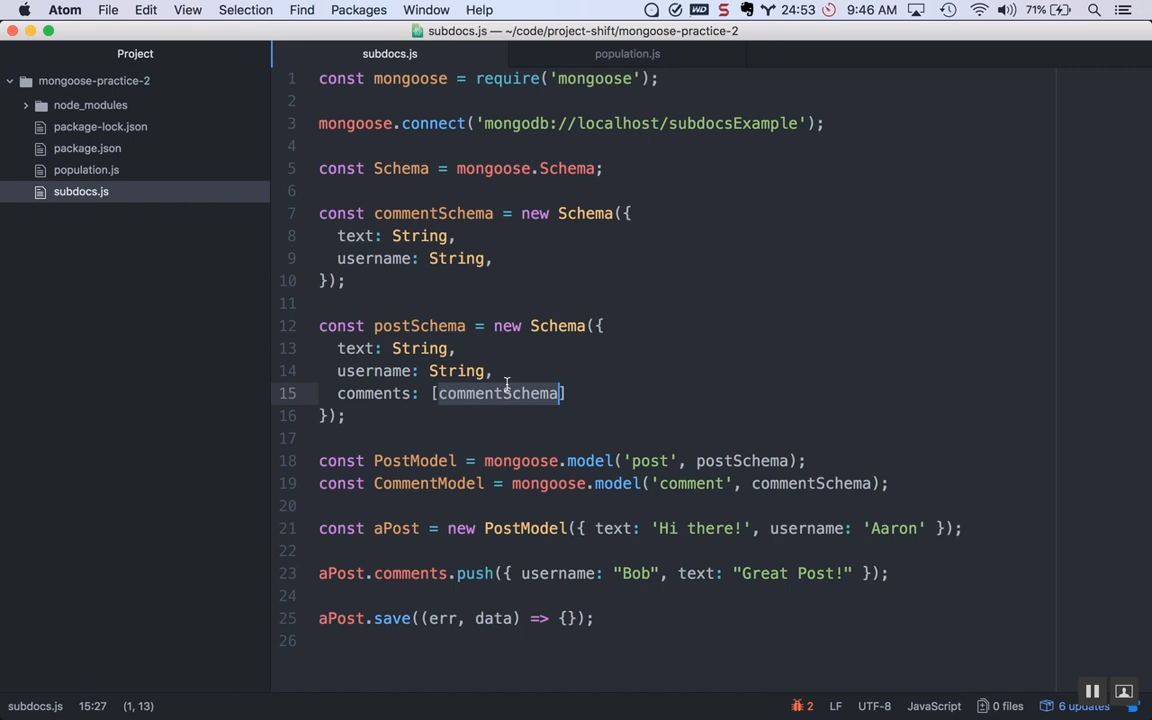 Atom File Edit View Selection Find Packages Window Help 24:53 9:46 AM 71%
subdocs.js — ~/code/project-shift/mongoose-practice-2
Project
subdocs.js population.js
mongoose-practice-2
node_modules
package-lock.json
package.json
population.js
subdocs.js
1 const mongoose = require('mongoose');
2
3 mongoose.connect('mongodb://localhost/subdocsExample');
4
5 const Schema = mongoose.Schema;
6
7 const commentSchema = new Schema({
8 text: String,
9 username: String,
10 });
11
12 const postSchema = new Schema({
13 text: String,
14 username: String,
15 comments: [commentSchema]
16 });
17
18 const PostModel = mongoose.model('post', postSchema);
19 const CommentModel = mongoose.model('comment', commentSchema);
20
21 const aPost = new PostModel({ text: 'Hi there!', username: 'Aaron' });
22
23 aPost.comments.push({ username: "Bob", text: "Great Post!" });
24
25 aPost.save((err, data) => {});
26
subdocs.js 15:27 (1, 13) 2 LF UTF-8 JavaScript 0 files 6 updates